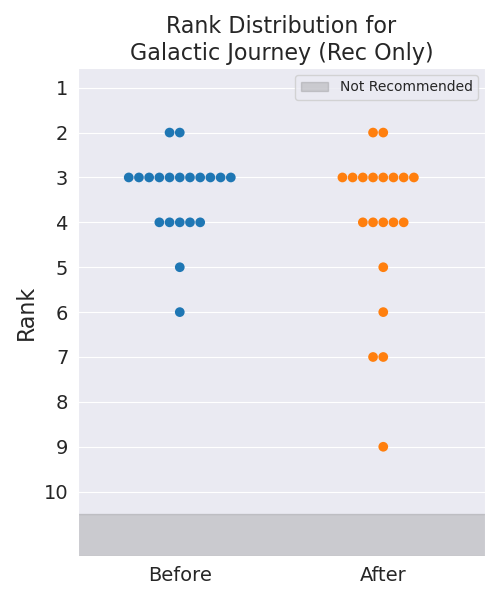 Rank Distribution for
Galactic Journey (Rec Only)
Not Recommended
1
2
3
4
5
6
7
8
9
10
Rank
Before
After